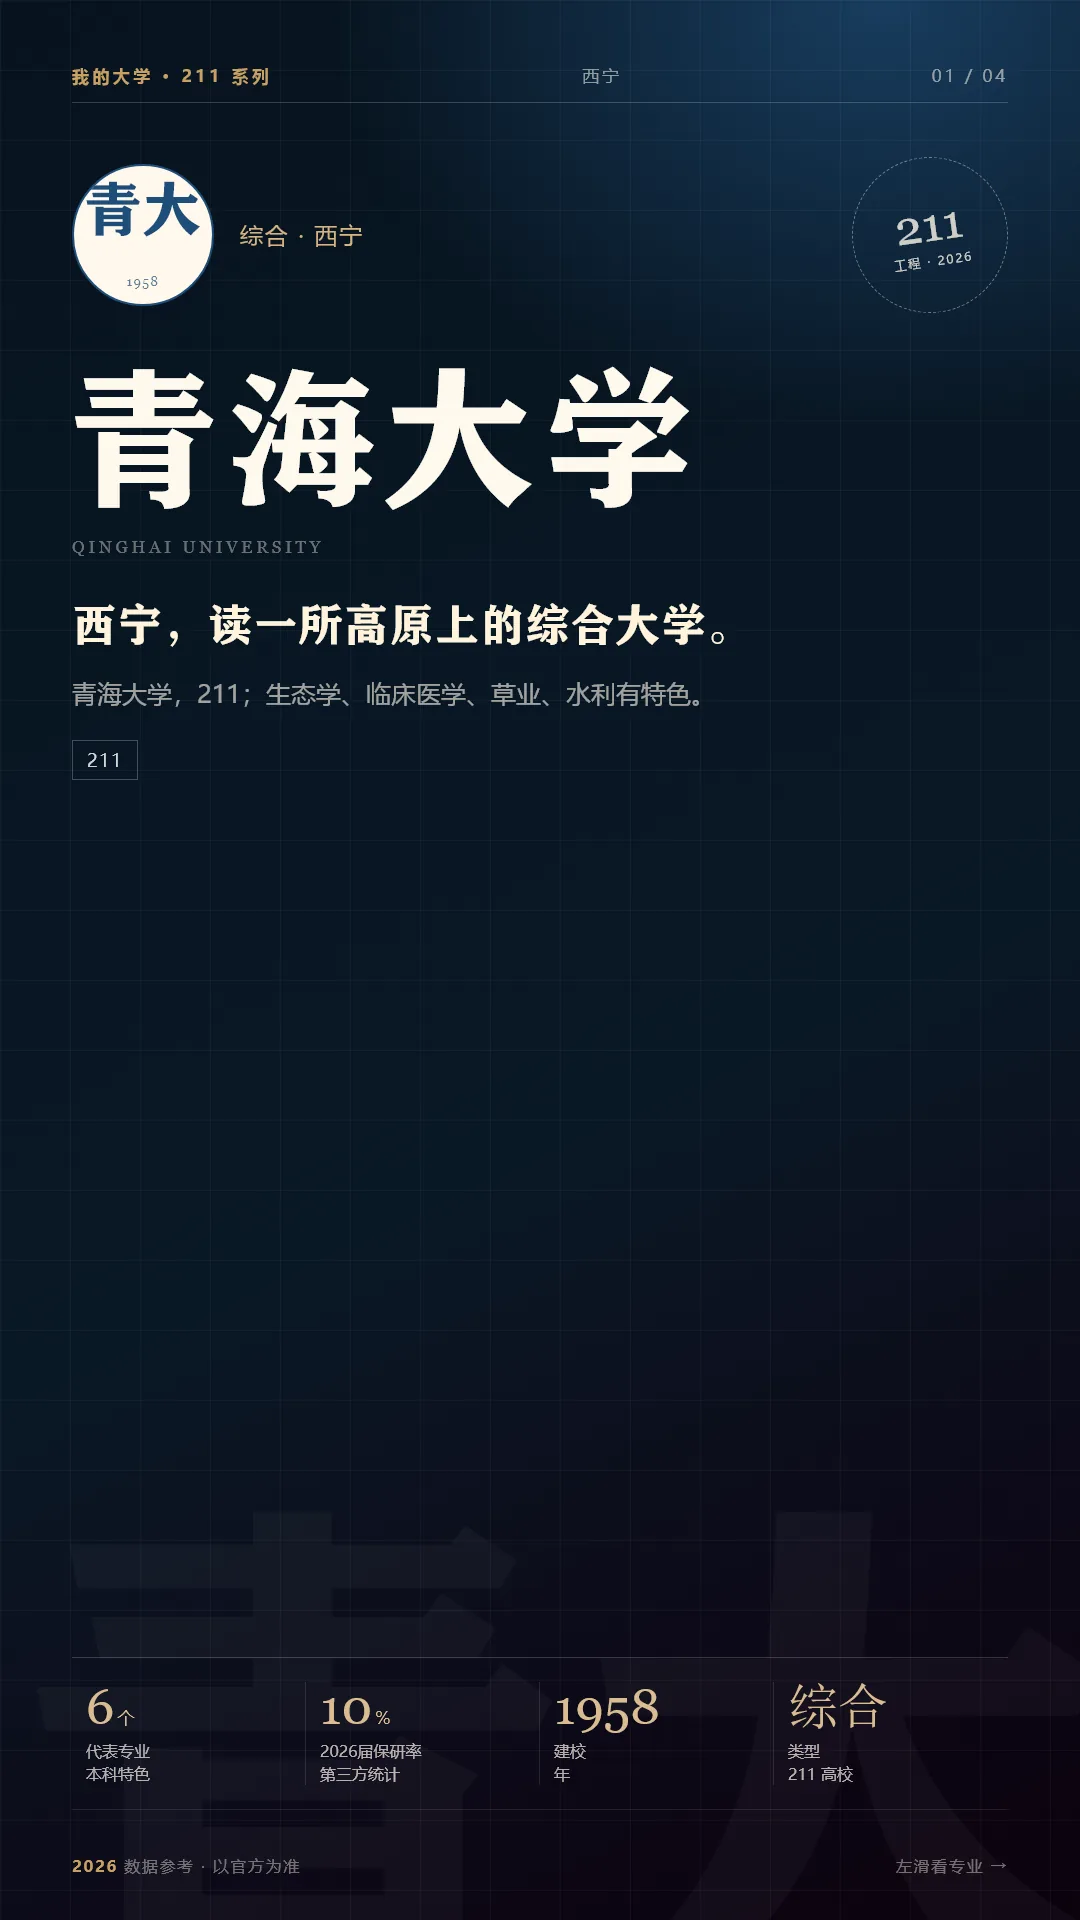 我的大学 · 211 系列
西宁
01 / 04
青大
1958
综合 · 西宁
211
工程 · 2026
青海大学
QINGHAI UNIVERSITY
西宁，读一所高原上的综合大学。
青海大学，211；生态学、临床医学、草业、水利有特色。
211
青大
6个
代表专业
本科特色
10%
2026届保研率
第三方统计
1958
建校
年
综合
类型
211 高校
2026 数据参考 · 以官方为准
左滑看专业 →